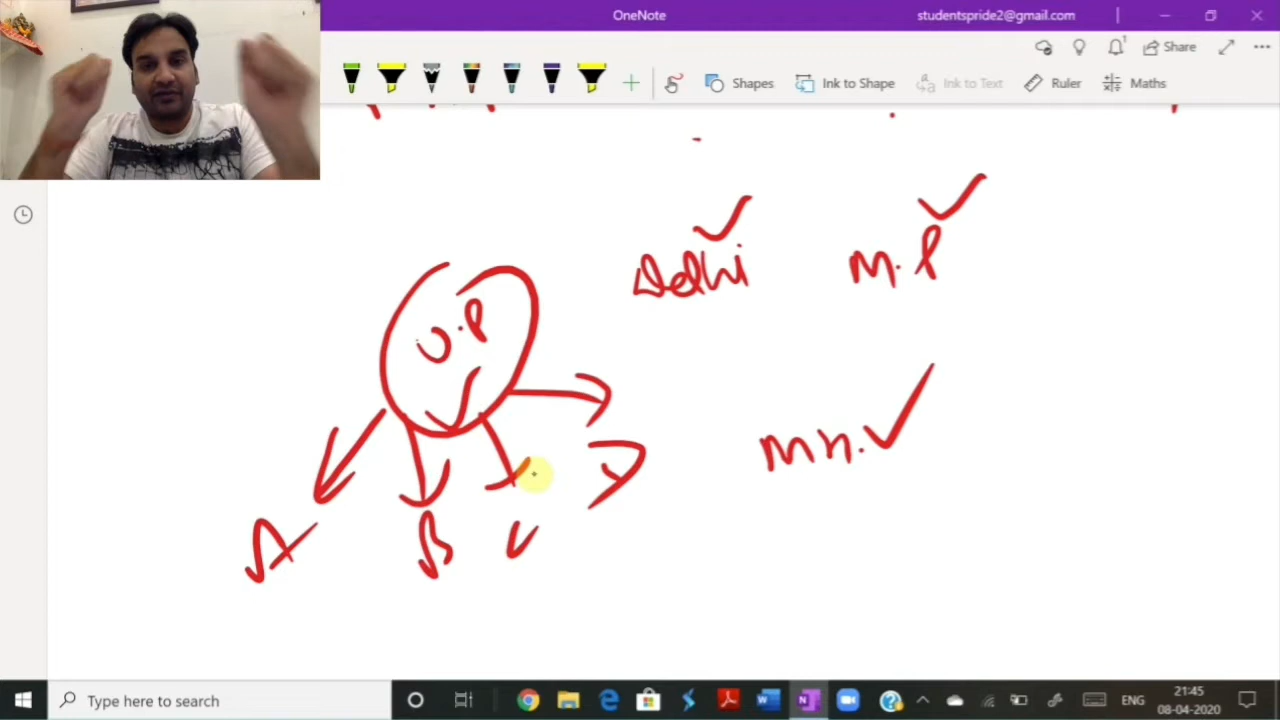 OneNote
studentspride2@gmail.com
Share
Shapes
Ink to Shape
Ink to Text
Ruler
Maths
Delhi
M.P
U.P
MH.
A
B
Type here to search
ENG
21:45
08-04-2020